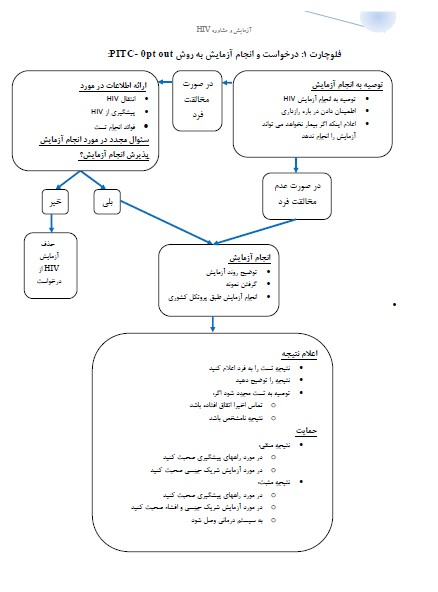 آزمایش و مشاوره HIV
فلوچارت ۱: درخواست و انجام آزمایش به روش PITC- 0pt out:
توصیه به انجام آزمایش
توصیه به انجام آزمایش HIV
اطمینان دادن در باره رازداری
اعلام اینکه اگر بیمار نخواهد می تواند
آزمایش را انجام ندهد
در صورت
مخالفت
فرد
ارائه اطلاعات در مورد
انتقال HIV
پیشگیری از HIV
فوائد انجام تست
سئوال مجدد در مورد انجام آزمایش
پذیرش انجام آزمایش؟
در صورت عدم
مخالفت فرد
بلی
خیر
حذف
آزمایش
HIV از
درخواست
انجام آزمایش
توضیح روند آزمایش
گرفتن نمونه
انجام آزمایش طبق پروتکل کشوری
اعلام نتیجه
نتیجه تست را به فرد اعلام کنید
نتیجه را توضیح دهید
توصیه به تست مجدد شود اگر:
تماس اخیرا اتفاق افتاده باشد
نتیجه نامشخص باشد
حمایت
نتیجه منفی:
در مورد راههای پیشگیری صحبت کنید
در مورد آزمایش شریک جنسی صحبت کنید
نتیجه مثبت:
در مورد راههای پیشگیری صحبت کنید
در مورد آزمایش شریک جنسی و افشاء صحبت کنید
به سیستم درمانی وصل شود